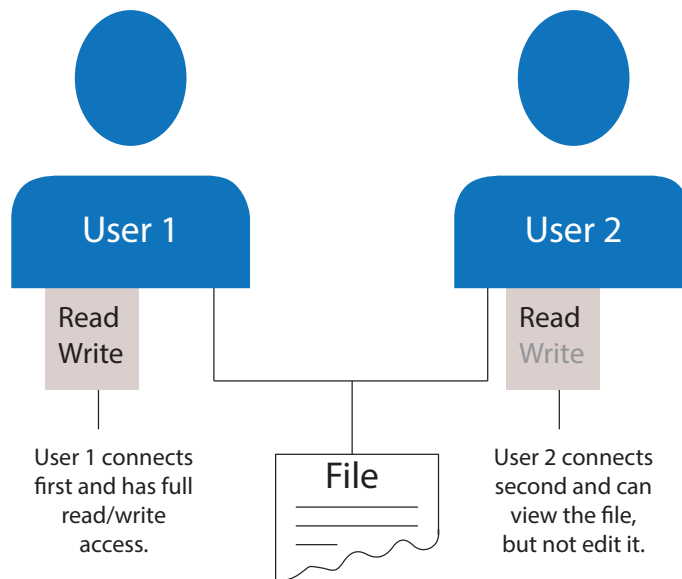 User 1
User 2
Read
Write
Read
Write
User 1 connects
first and has full
read/write
access.
File
User 2 connects
second and can
view the file,
but not edit it.